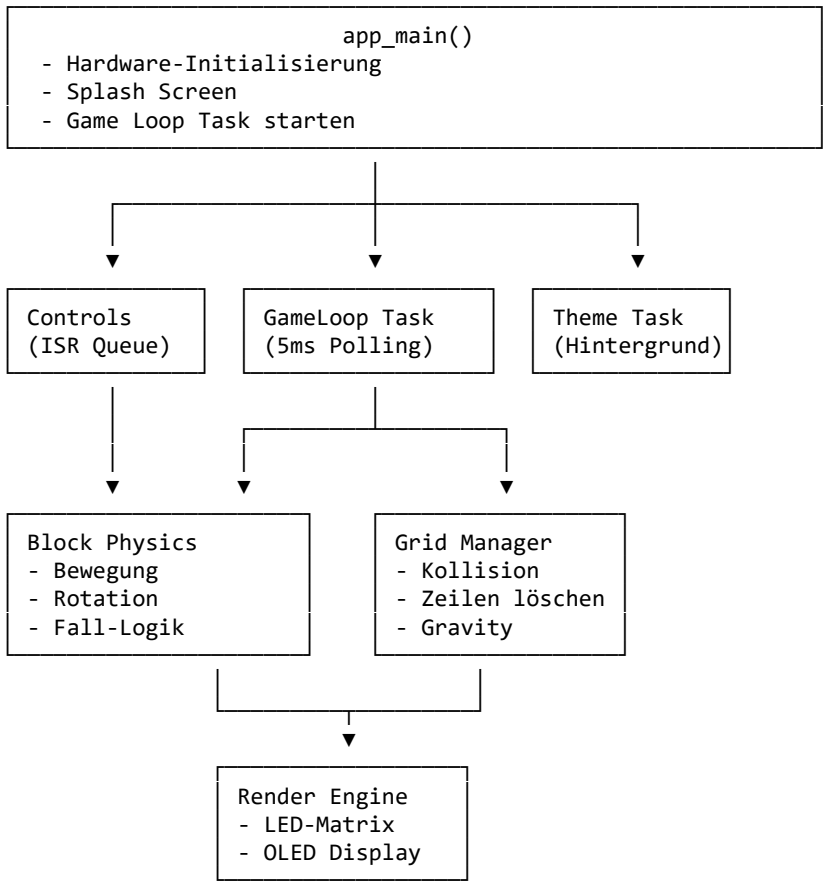 app_main()
- Hardware-Initialisierung
- Splash Screen
- Game Loop Task starten
Controls
(ISR Queue)
GameLoop Task
(5ms Polling)
Theme Task
(Hintergrund)
Block Physics
- Bewegung
- Rotation
- Fall-Logik
Grid Manager
- Kollision
- Zeilen löschen
- Gravity
Render Engine
- LED-Matrix
- OLED Display